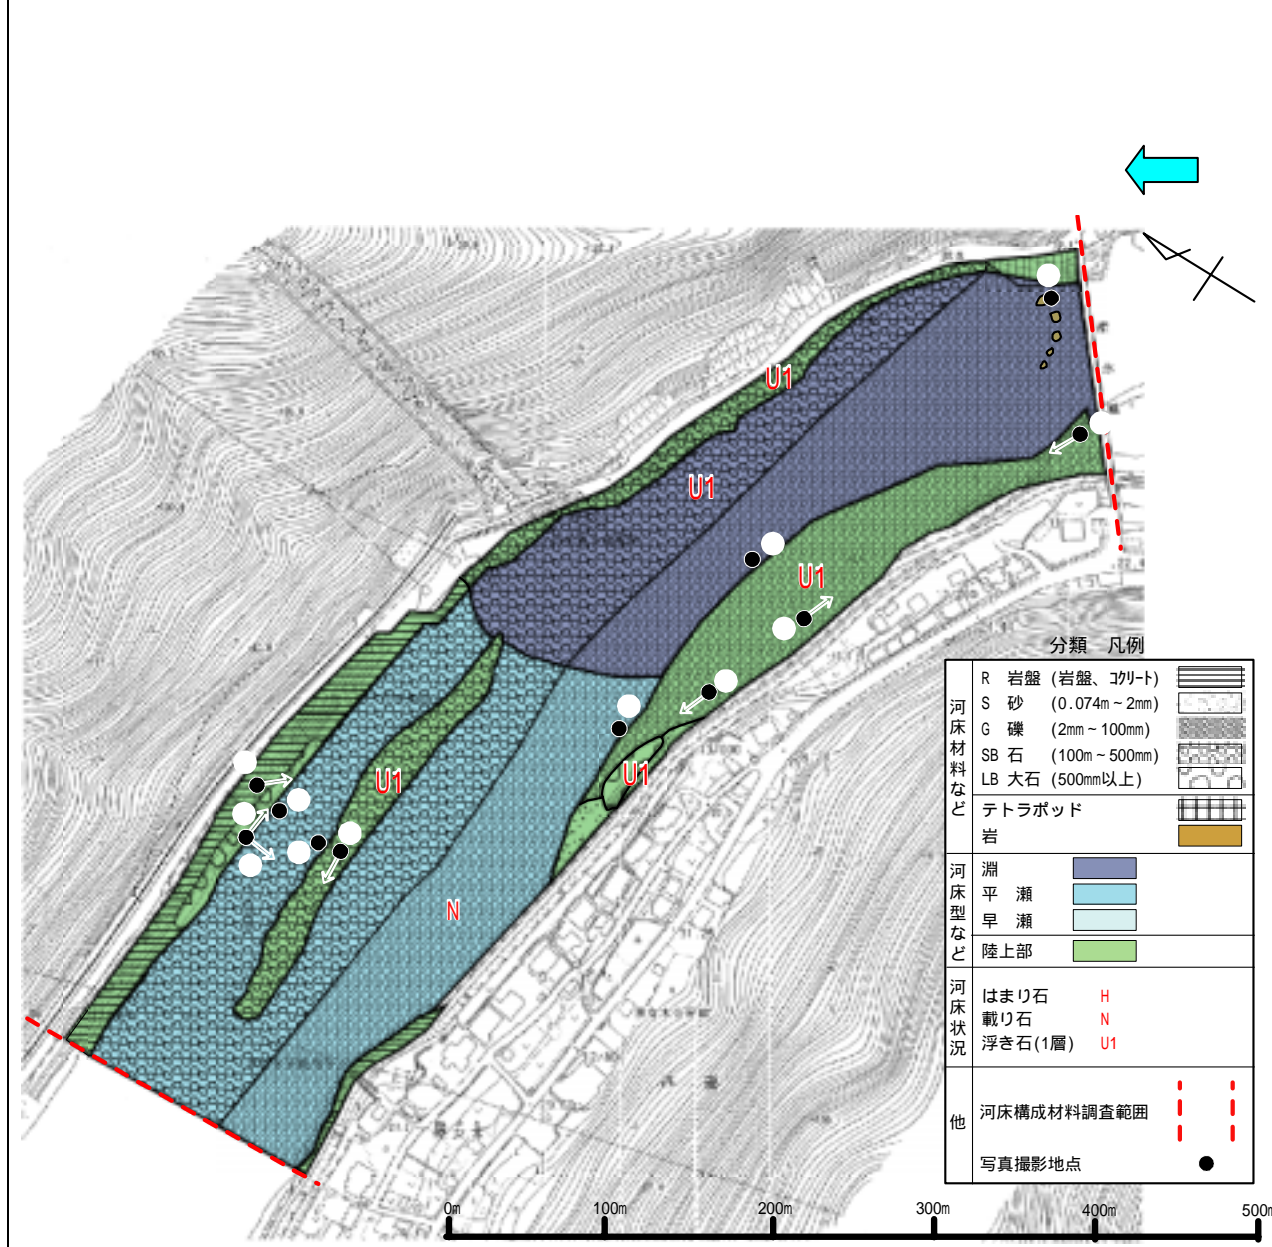 U1
U1
U1
U1
U1
N
分類 凡例
河床材料など
R 岩盤 (岩盤、コンクリート)
S 砂 (0.074m~2mm)
G 礫 (2mm~100mm)
SB 石 (100m~500mm)
LB 大石 (500mm以上)
テトラポッド
岩
河床型など
淵
平 瀬
早 瀬
陸上部
河床状況
はまり石 H
載り石 N
浮き石(1層) U1
他
河床構成材料調査範囲
写真撮影地点
0m 100m 200m 300m 400m 500m